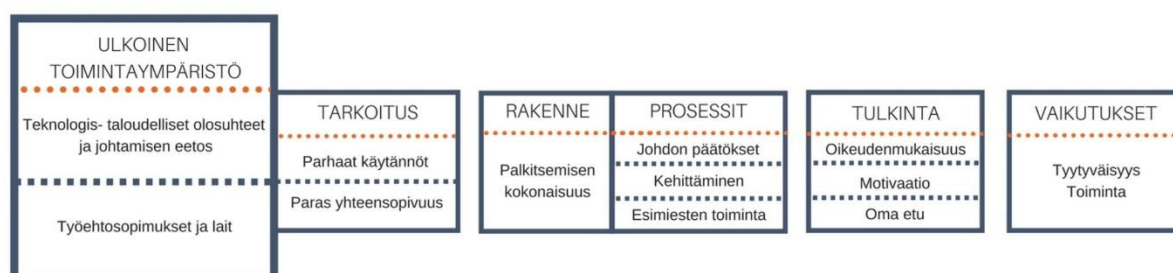 ULKOINEN
TOIMINTAYMPÄRISTÖ
Teknologis- taloudelliset olosuhteet
ja johtamisen eetos
Työehtosopimukset ja lait
TARKOITUS
Parhaat käytännöt
Paras yhteensopivuus
RAKENNE
Palkitsemisen
kokonaisuus
PROSESSIT
Johdon päätökset
Kehittäminen
Esimiesten toiminta
TULKINTA
Oikeudenmukaisuus
Motivaatio
Oma etu
VAIKUTUKSET
Tyytyväisyys
Toiminta